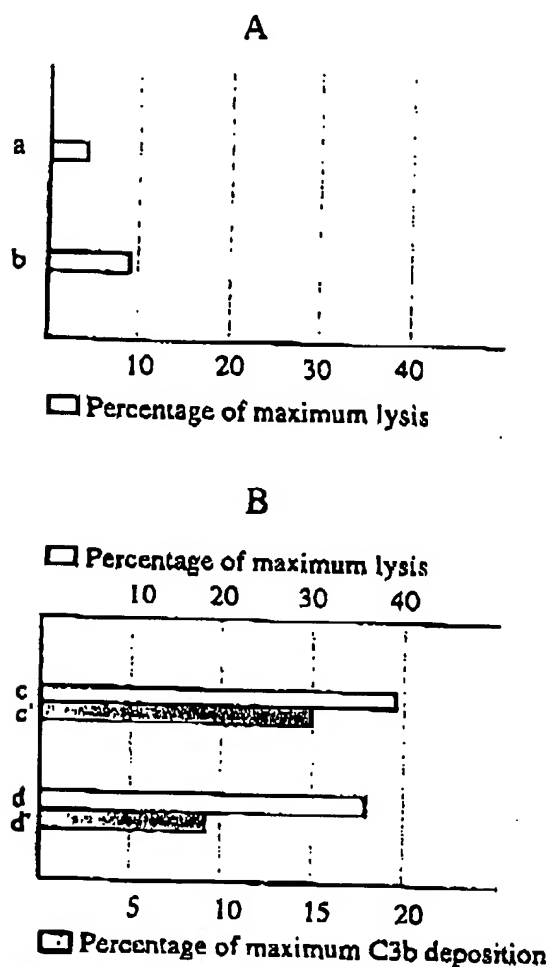 A
a
b
10 20 30 40
Percentage of maximum lysis
B
Percentage of maximum lysis
10 20 30 40
c
c'
d
d'
5 10 15 20
Percentage of maximum C3b deposition